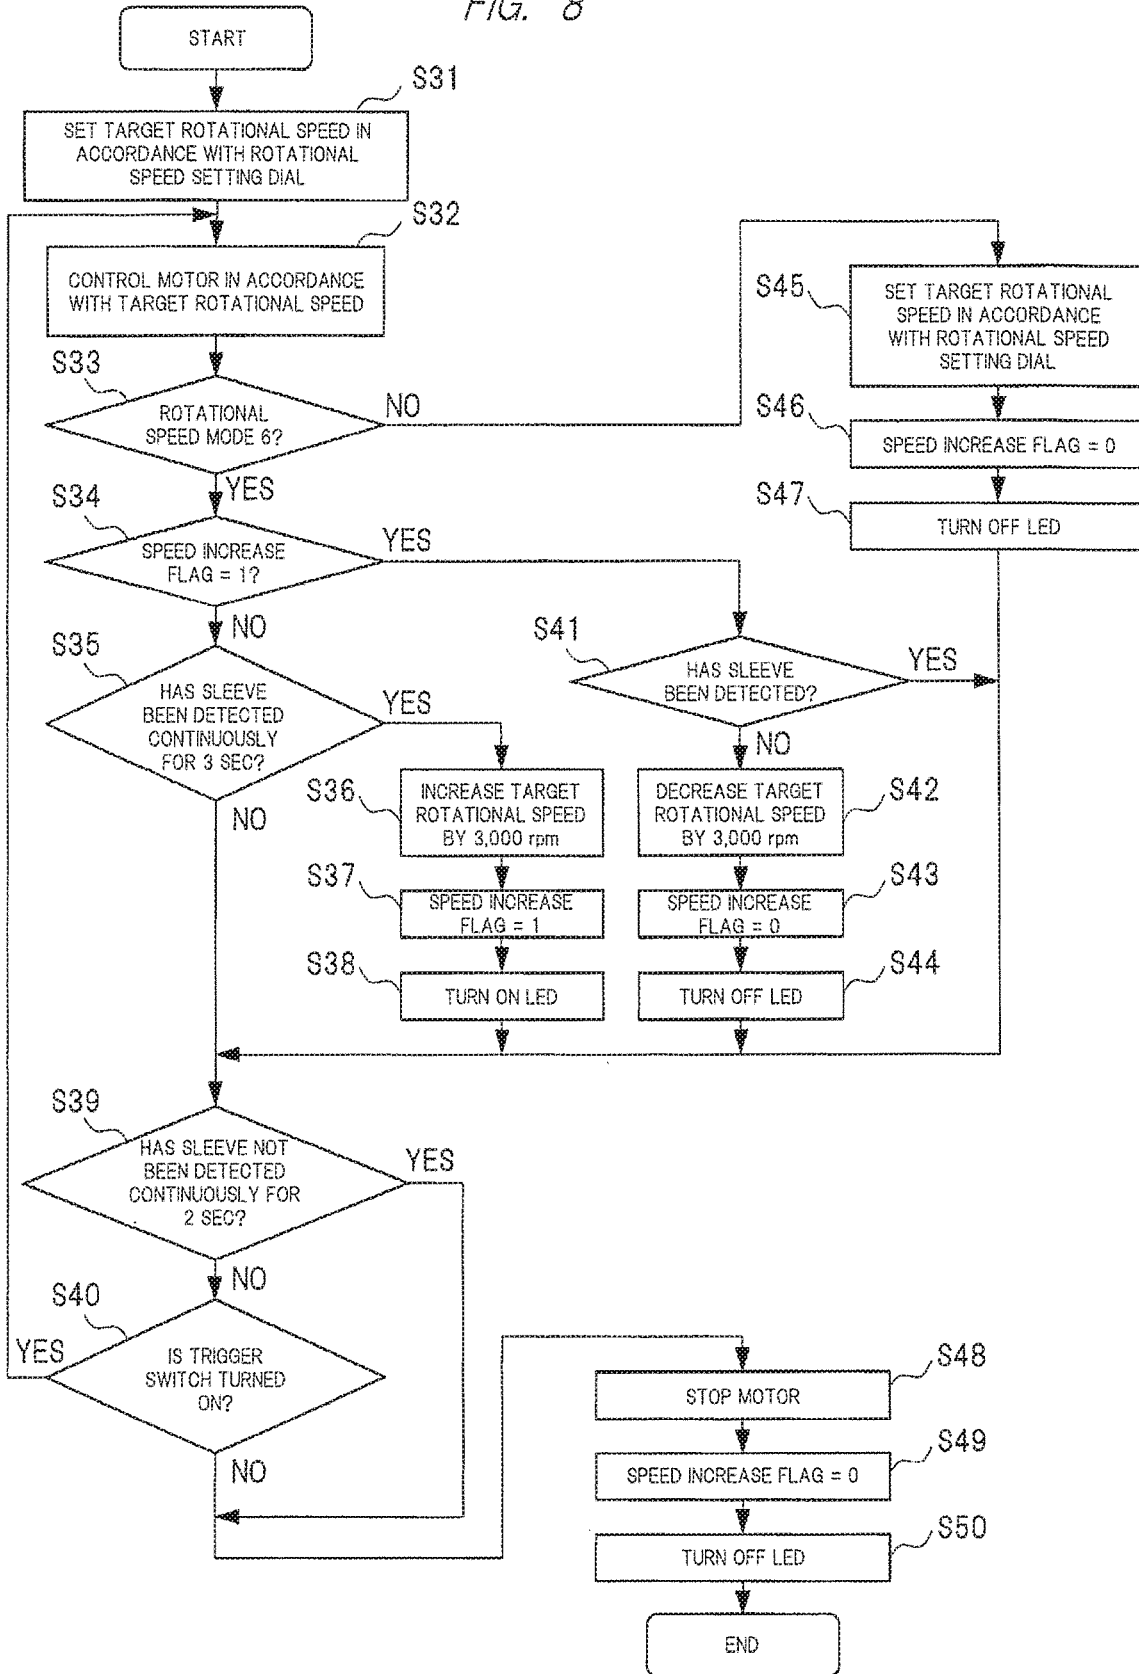 FIG. 8
START
S31
SET TARGET ROTATIONAL SPEED IN
ACCORDANCE WITH ROTATIONAL
SPEED SETTING DIAL
S32
CONTROL MOTOR IN ACCORDANCE
WITH TARGET ROTATIONAL SPEED
S33
ROTATIONAL
SPEED MODE 6?
NO
YES
S45
SET TARGET ROTATIONAL
SPEED IN ACCORDANCE
WITH ROTATIONAL SPEED
SETTING DIAL
S46
SPEED INCREASE FLAG = 0
S47
TURN OFF LED
S34
SPEED INCREASE
FLAG = 1?
YES
NO
S35
HAS SLEEVE
BEEN DETECTED
CONTINUOUSLY
FOR 3 SEC?
YES
NO
S41
HAS SLEEVE
BEEN DETECTED?
YES
NO
S36
INCREASE TARGET
ROTATIONAL SPEED
BY 3,000 rpm
S37
SPEED INCREASE
FLAG = 1
S38
TURN ON LED
S42
DECREASE TARGET
ROTATIONAL SPEED
BY 3,000 rpm
S43
SPEED INCREASE
FLAG = 0
S44
TURN OFF LED
S39
HAS SLEEVE NOT
BEEN DETECTED
CONTINUOUSLY FOR
2 SEC?
YES
NO
S40
IS TRIGGER
SWITCH TURNED
ON?
YES
NO
S48
STOP MOTOR
S49
SPEED INCREASE FLAG = 0
S50
TURN OFF LED
END